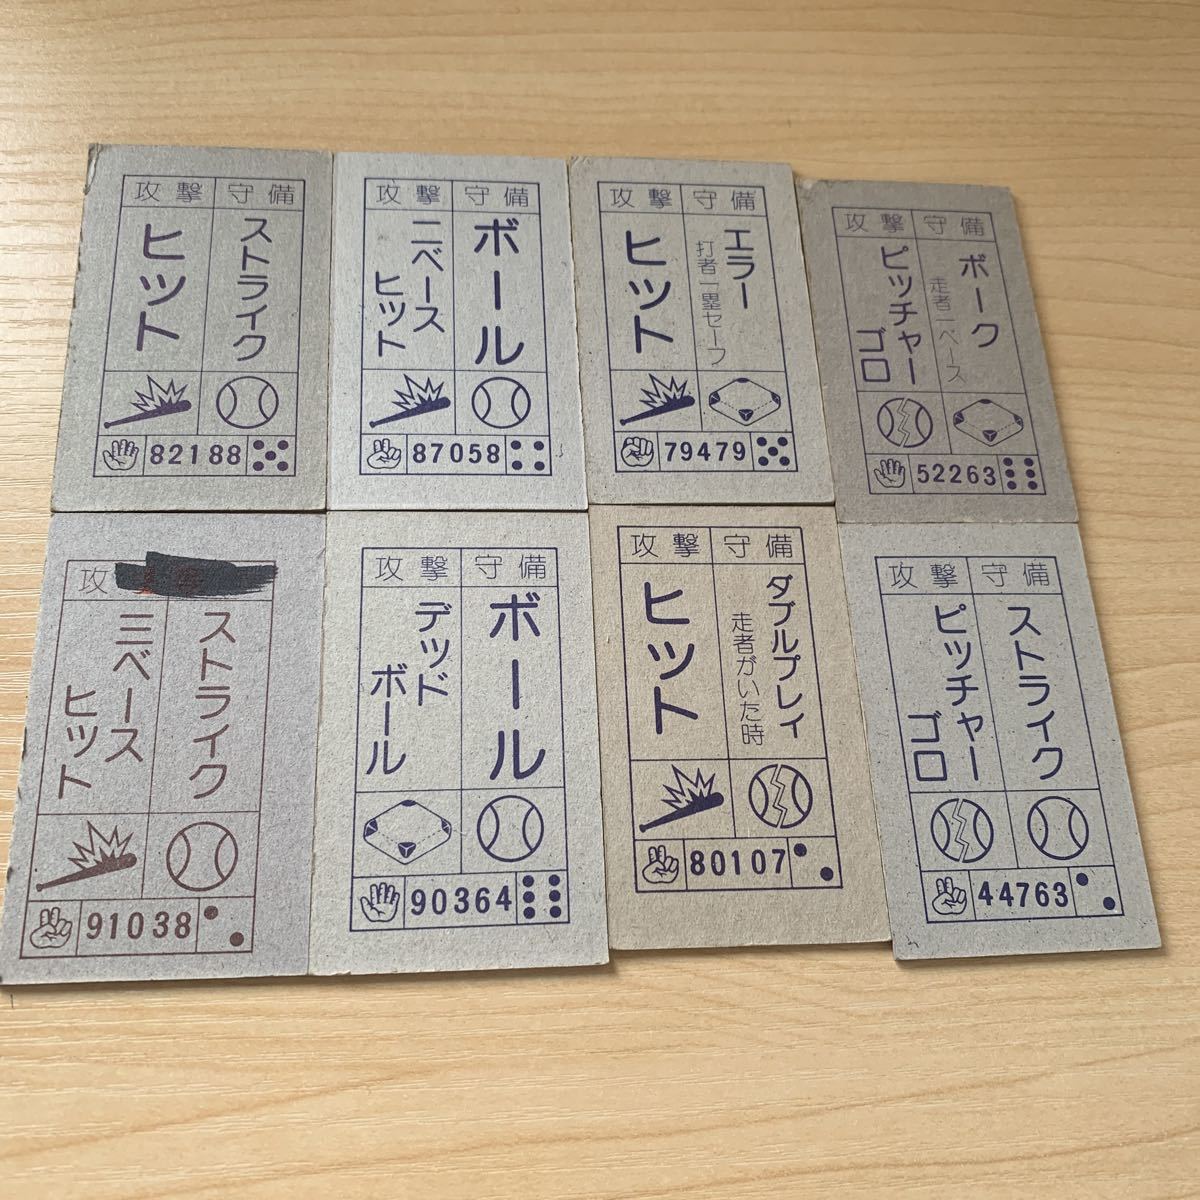 攻撃 守備
ストライク
ヒット
82188
攻撃 守備
ボール
二ベース
ヒット
87058
攻撃 守備
エラー
打者一塁セーフ
ヒット
79479
攻撃 守備
ボーク
走者一ベース
ピッチャー
ゴロ
52263
攻
ストライク
三ベース
ヒット
91038
攻撃 守備
ボール
デッド
ボール
90364
攻撃 守備
ダブルプレイ
走者がいた時
ヒット
80107
攻撃 守備
ストライク
ピッチャー
ゴロ
44763